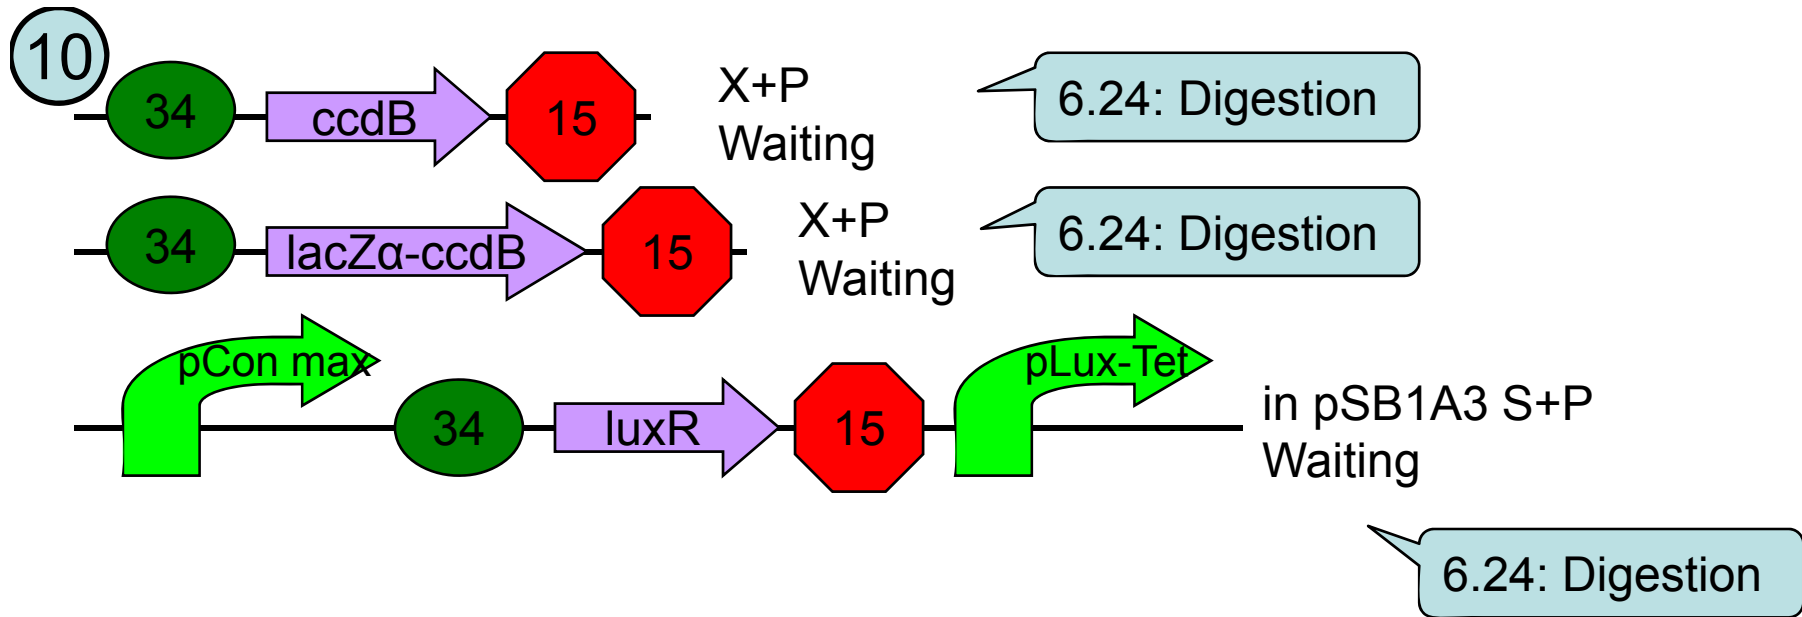 10
34 ccdB 15
X+P
Waiting
6.24: Digestion
34 lacZα-ccdB 15
X+P
Waiting
6.24: Digestion
pCon max
34 luxR 15
pLux-Tet
in pSB1A3 S+P
Waiting
6.24: Digestion